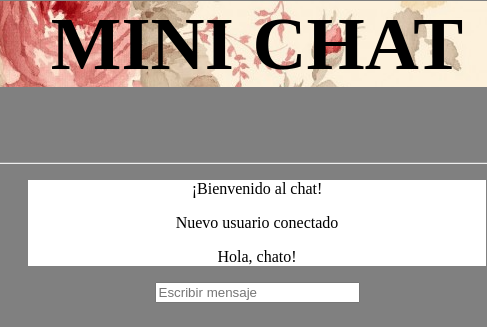 MINI CHAT
¡Bienvenido al chat!
Nuevo usuario conectado
Hola, chato!
Escribir mensaje